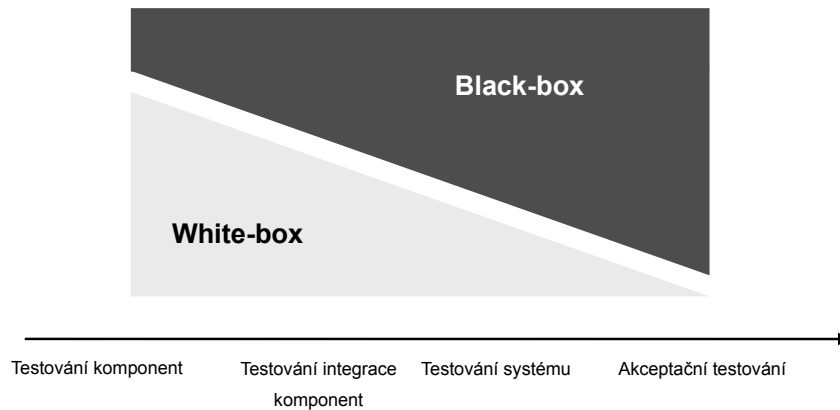 Black-box
White-box
Testování komponent
Testování integrace
komponent
Testování systému
Akceptační testování